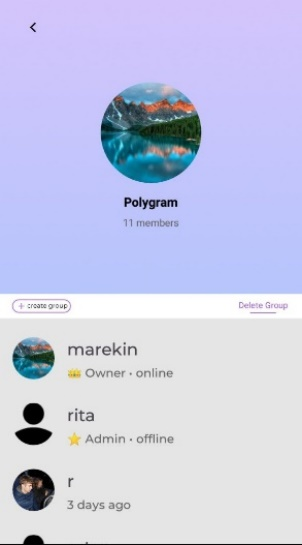 Polygram
11 members
+ create group
Delete Group
marekin
👑 Owner • online
rita
⭐ Admin • offline
r
3 days ago